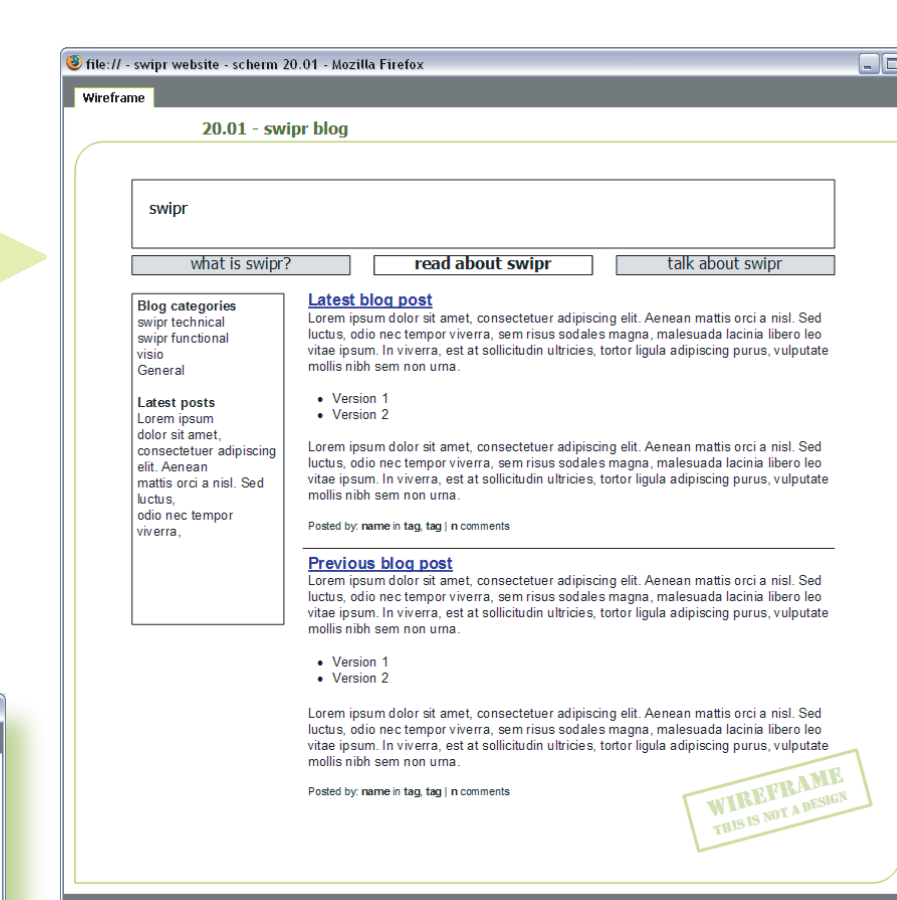 file:// - swipr website - scherm 20.01 - Mozilla Firefox
Wireframe
20.01 - swipr blog
swipr
what is swipr?
read about swipr
talk about swipr
Blog categories
swipr technical
swipr functional
visio
General
Latest posts
Lorem ipsum
dolor sit amet,
consectetuer adipiscing
elit. Aenean
mattis orci a nisl. Sed
luctus,
odio nec tempor
viverra,
Latest blog post
Lorem ipsum dolor sit amet, consectetuer adipiscing elit. Aenean mattis orci a nisl. Sed
luctus, odio nec tempor viverra, sem risus sodales magna, malesuada lacinia libero leo
vitae ipsum. In viverra, est at sollicitudin ultricies, tortor ligula adipiscing purus, vulputate
mollis nibh sem non urna.
• Version 1
• Version 2
Lorem ipsum dolor sit amet, consectetuer adipiscing elit. Aenean mattis orci a nisl. Sed
luctus, odio nec tempor viverra, sem risus sodales magna, malesuada lacinia libero leo
vitae ipsum. In viverra, est at sollicitudin ultricies, tortor ligula adipiscing purus, vulputate
mollis nibh sem non urna.
Posted by: name in tag, tag | n comments
Previous blog post
Lorem ipsum dolor sit amet, consectetuer adipiscing elit. Aenean mattis orci a nisl. Sed
luctus, odio nec tempor viverra, sem risus sodales magna, malesuada lacinia libero leo
vitae ipsum. In viverra, est at sollicitudin ultricies, tortor ligula adipiscing purus, vulputate
mollis nibh sem non urna.
• Version 1
• Version 2
Lorem ipsum dolor sit amet, consectetuer adipiscing elit. Aenean mattis orci a nisl. Sed
luctus, odio nec tempor viverra, sem risus sodales magna, malesuada lacinia libero leo
vitae ipsum. In viverra, est at sollicitudin ultricies, tortor ligula adipiscing purus, vulputate
mollis nibh sem non urna.
Posted by: name in tag, tag | n comments
WIREFRAME
THIS IS NOT A DESIGN